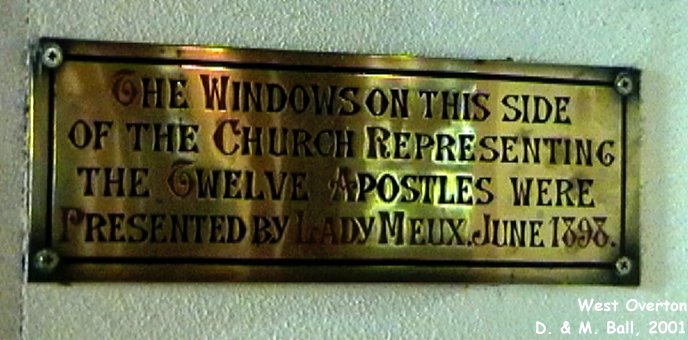 The Windows on this side
of the Church Representing
the Twelve Apostles were
Presented by Lady Meux. June 1898.
West Overton
D. & M. Ball, 2001